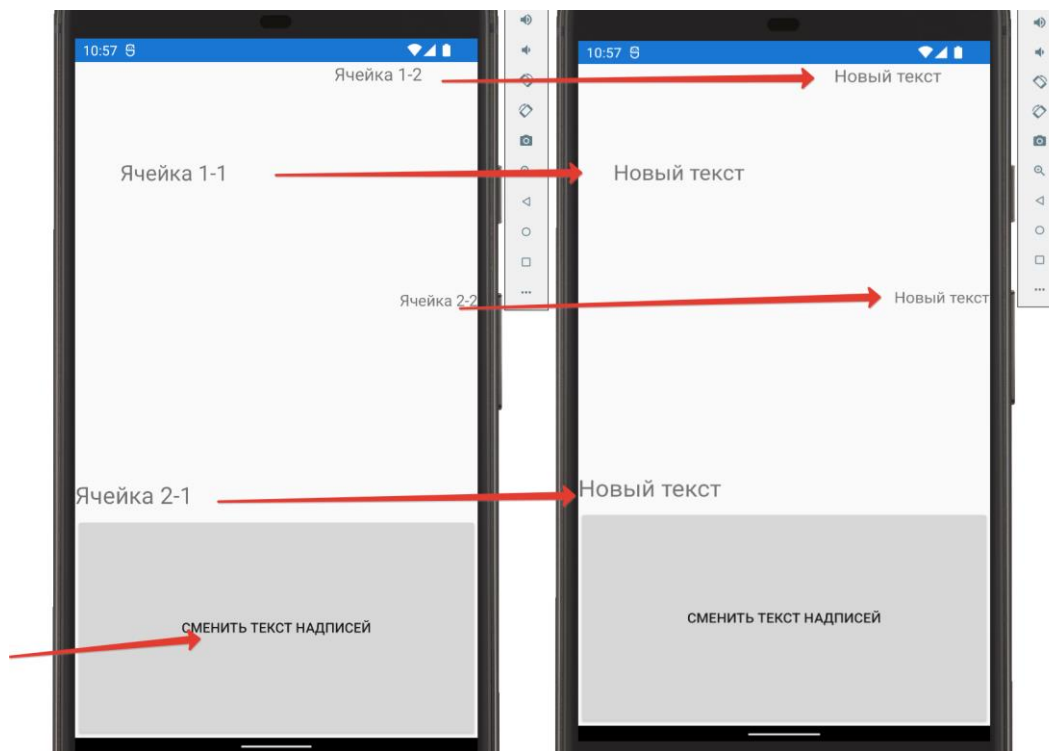 10:57
Ячейка 1-2
Ячейка 1-1
Ячейка 2-2
Ячейка 2-1
СМЕНИТЬ ТЕКСТ НАДПИСЕЙ
10:57
Новый текст
Новый текст
Новый текст
Новый текст
СМЕНИТЬ ТЕКСТ НАДПИСЕЙ